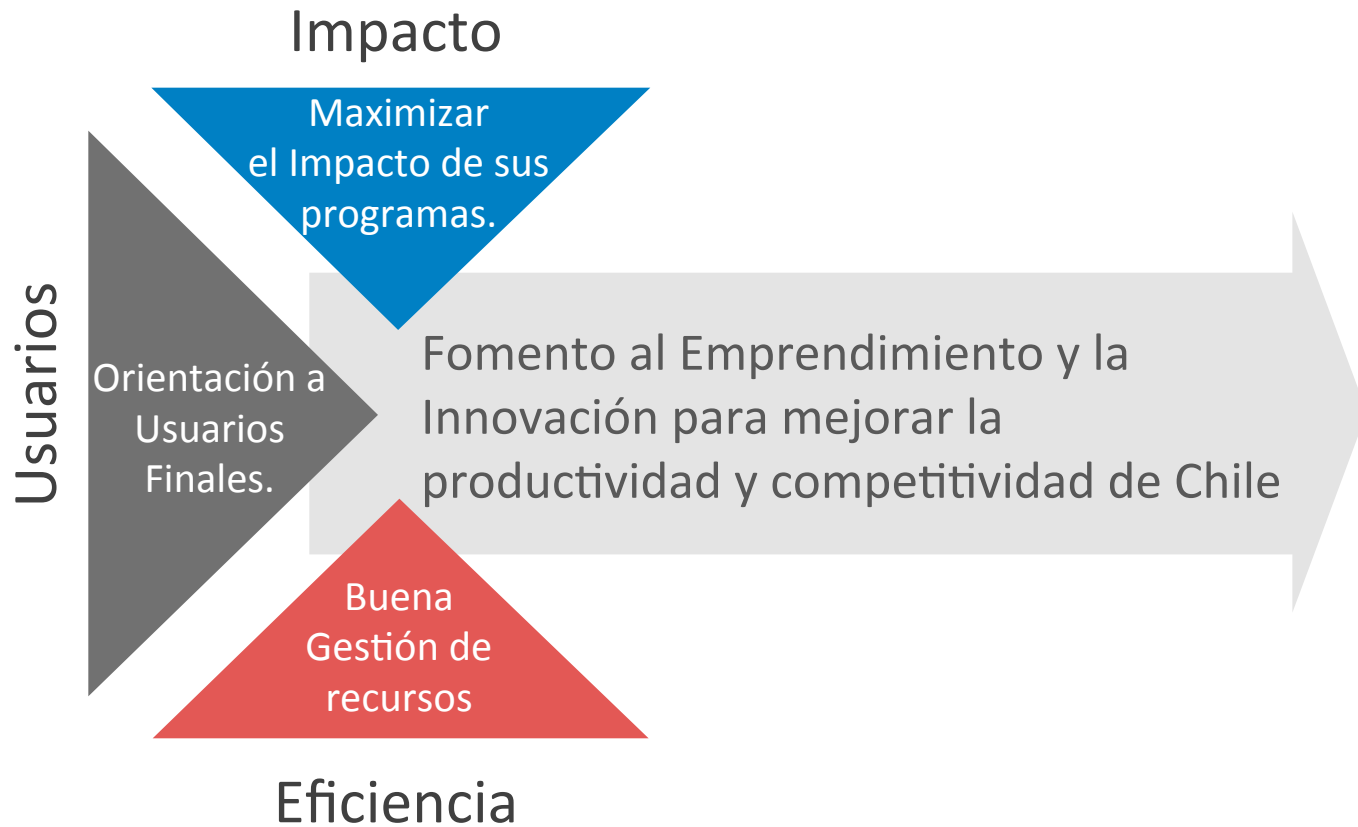 Impacto
Maximizar
el Impacto de sus
programas.
Usuarios
Orientación a
Usuarios
Finales.
Fomento al Emprendimiento y la
Innovación para mejorar la
productividad y competitividad de Chile
Buena
Gestión de
recursos
Eficiencia